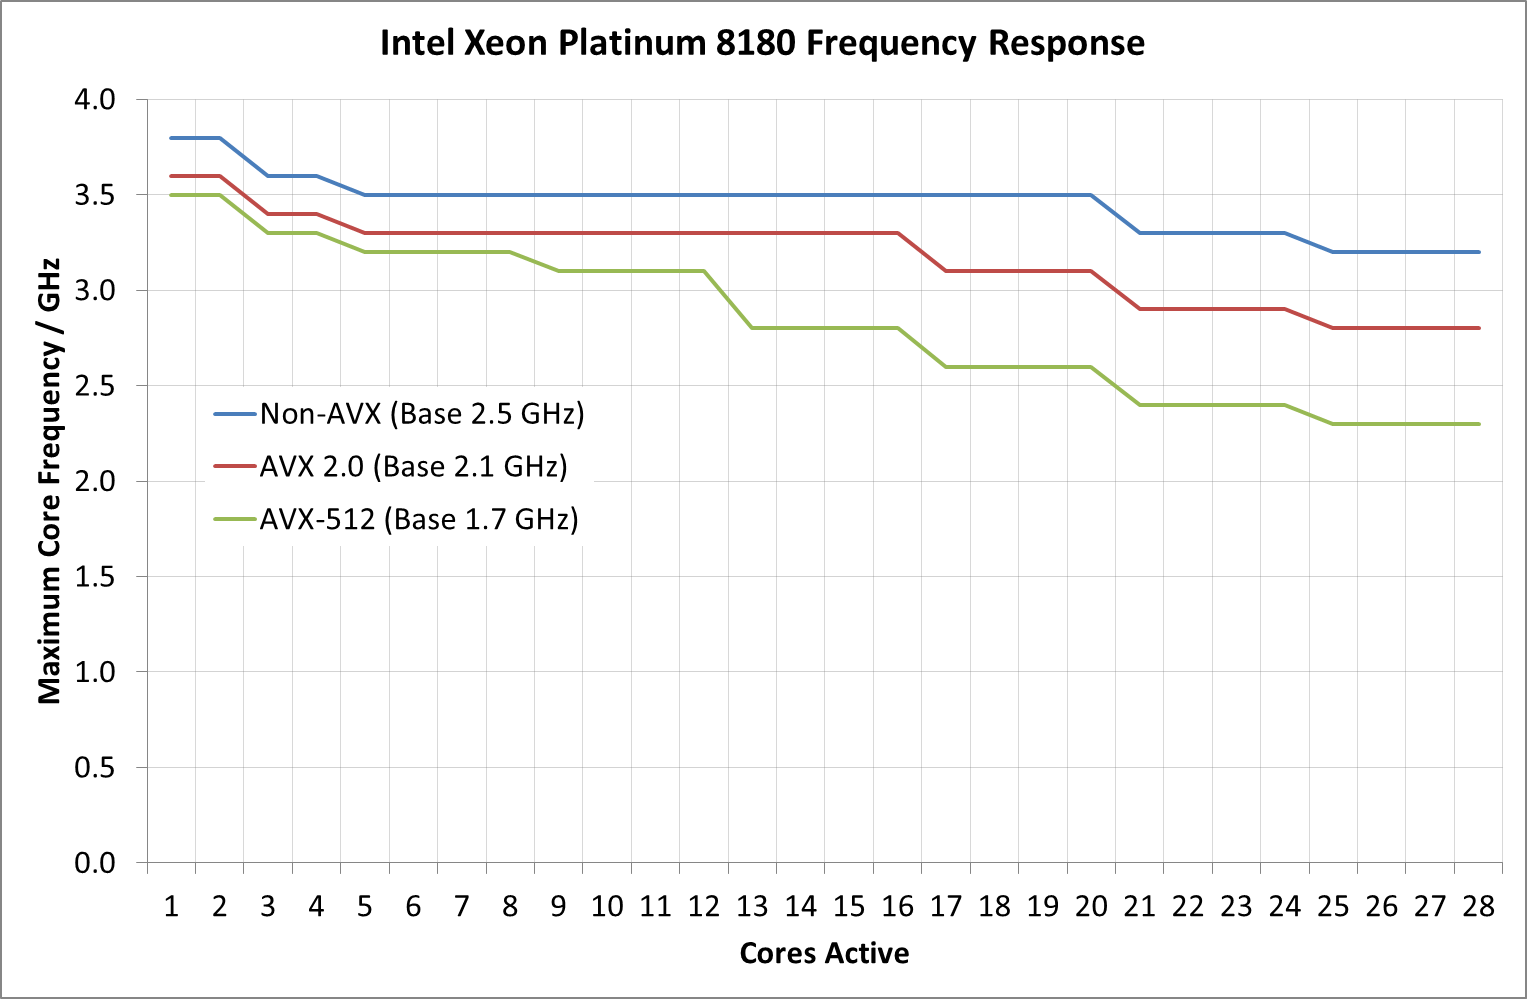 Intel Xeon Platinum 8180 Frequency Response
Maximum Core Frequency / GHz
4.0
3.5
3.0
2.5
2.0
1.5
1.0
0.5
0.0
Non-AVX (Base 2.5 GHz)
AVX 2.0 (Base 2.1 GHz)
AVX-512 (Base 1.7 GHz)
1 2 3 4 5 6 7 8 9 10 11 12 13 14 15 16 17 18 19 20 21 22 23 24 25 26 27 28
Cores Active